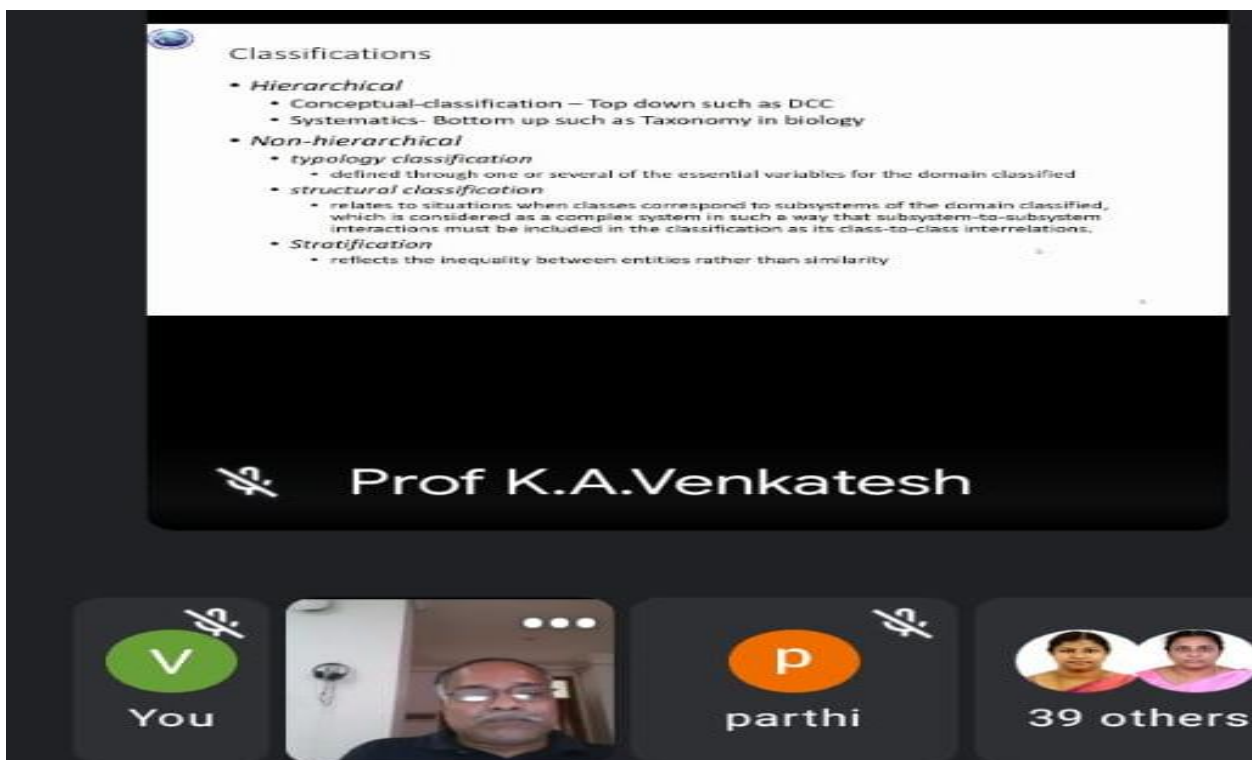 Classifications
• Hierarchical
• Conceptual-classification – Top down such as DCC
• Systematics- Bottom up such as Taxonomy in biology
• Non-hierarchical
• typology classification
• defined through one or several of the essential variables for the domain classified
• structural classification
• relates to situations when classes correspond to subsystems of the domain classified,
which is considered as a complex system in such a way that subsystem-to-subsystem
interactions must be included in the classification as its class-to-class interrelations.
• Stratification
• reflects the inequality between entities rather than similarity
Prof K.A.Venkatesh
V
You
p
parthi
39 others